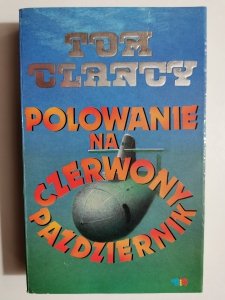 TOM
CLANCY
POLOWANIE
NA
CZERWONY
PAŹDZIERNIK